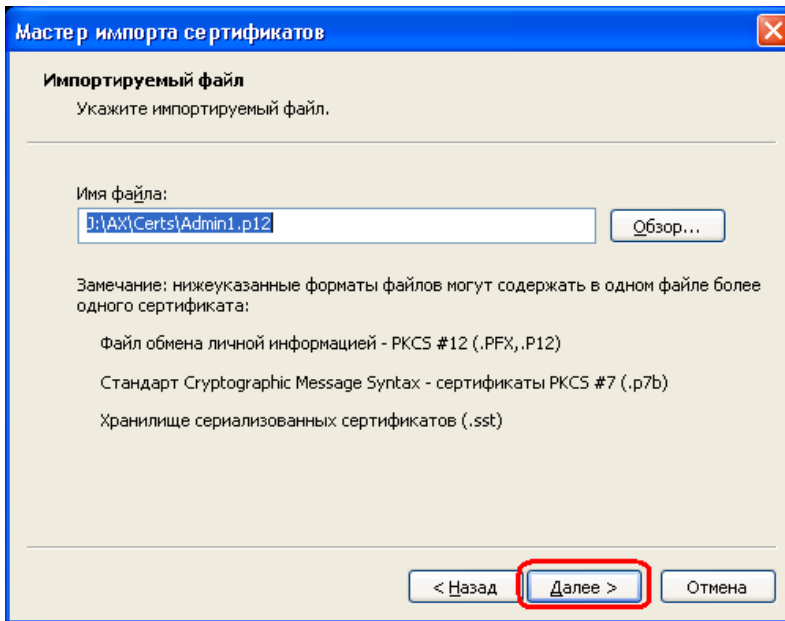 Мастер импорта сертификатов
Импортируемый файл
Укажите импортируемый файл.
Имя файла:
J:\AX\Certs\Admin1.p12
Обзор...
Замечание: нижеуказанные форматы файлов могут содержать в одном файле более
одного сертификата:
Файл обмена личной информацией - PKCS #12 (.PFX,.P12)
Стандарт Cryptographic Message Syntax - сертификаты PKCS #7 (.p7b)
Хранилище сериализованных сертификатов (.sst)
< Назад Далее > Отмена